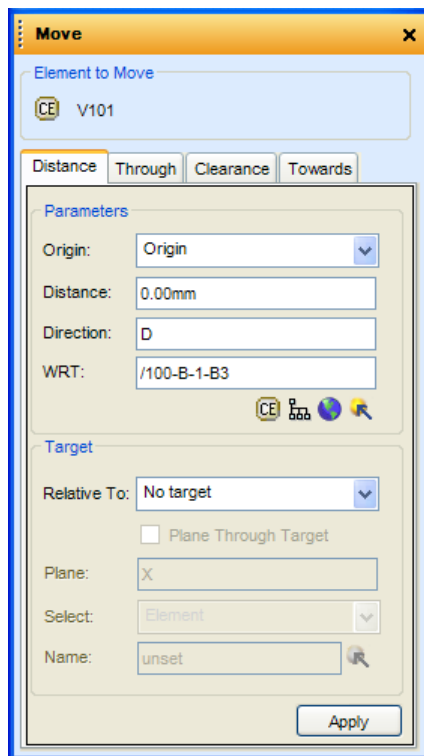 Move
Element to Move
CE V101
Distance Through Clearance Towards
Parameters
Origin: Origin
Distance: 0.00mm
Direction: D
WRT: /100-B-1-B3
CE
Target
Relative To: No target
Plane Through Target
Plane: X
Select: Element
Name: unset
Apply